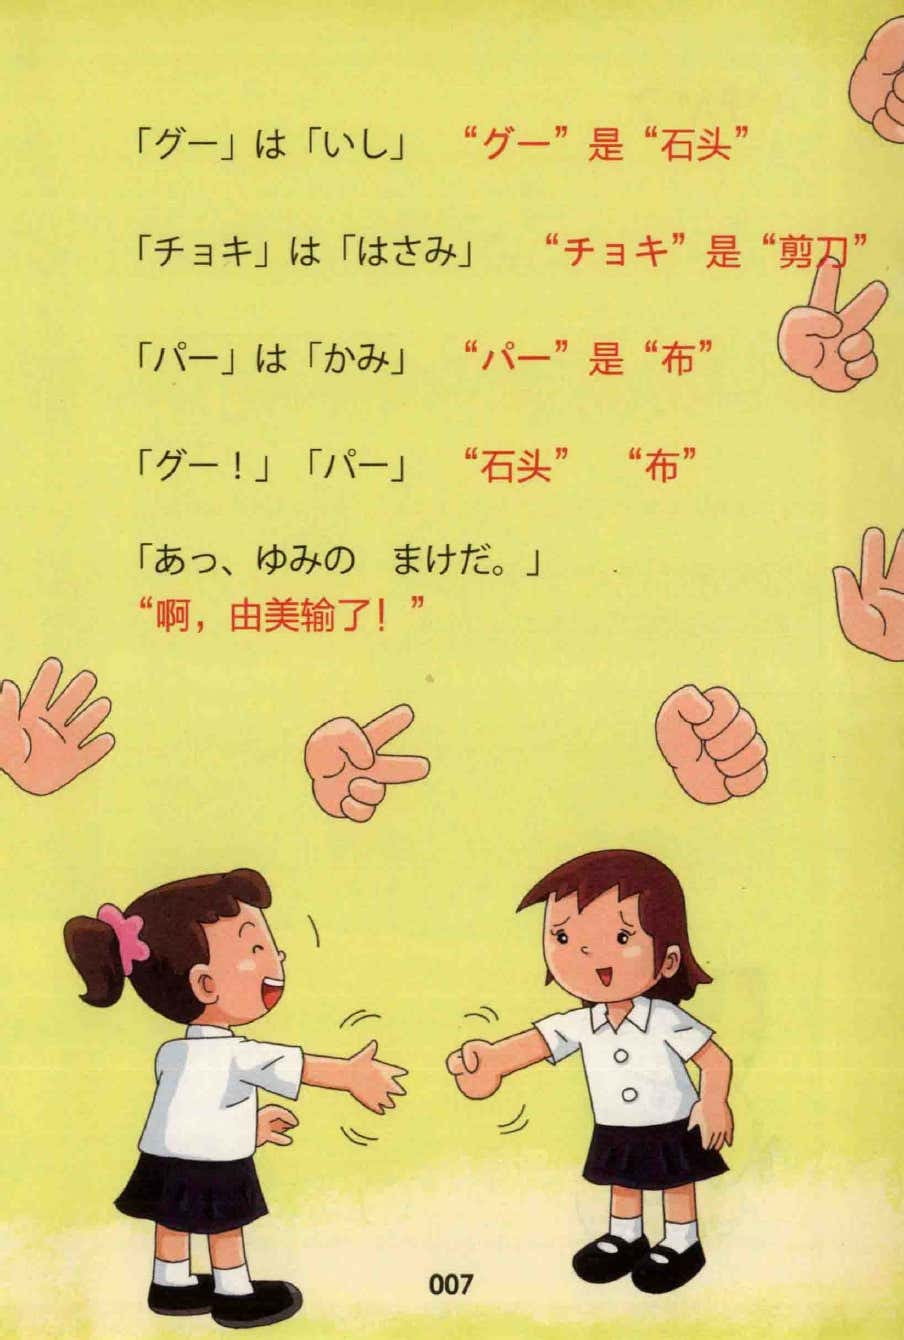 「グー」は「いし」 “グー”是“石头”
「チョキ」は「はさみ」 “チョキ”是“剪刀”
「パー」は「かみ」 “パー”是“布”
「グー！」「パー」 “石头” “布”
「あっ、ゆみの まけだ。」
“啊，由美输了！”
007